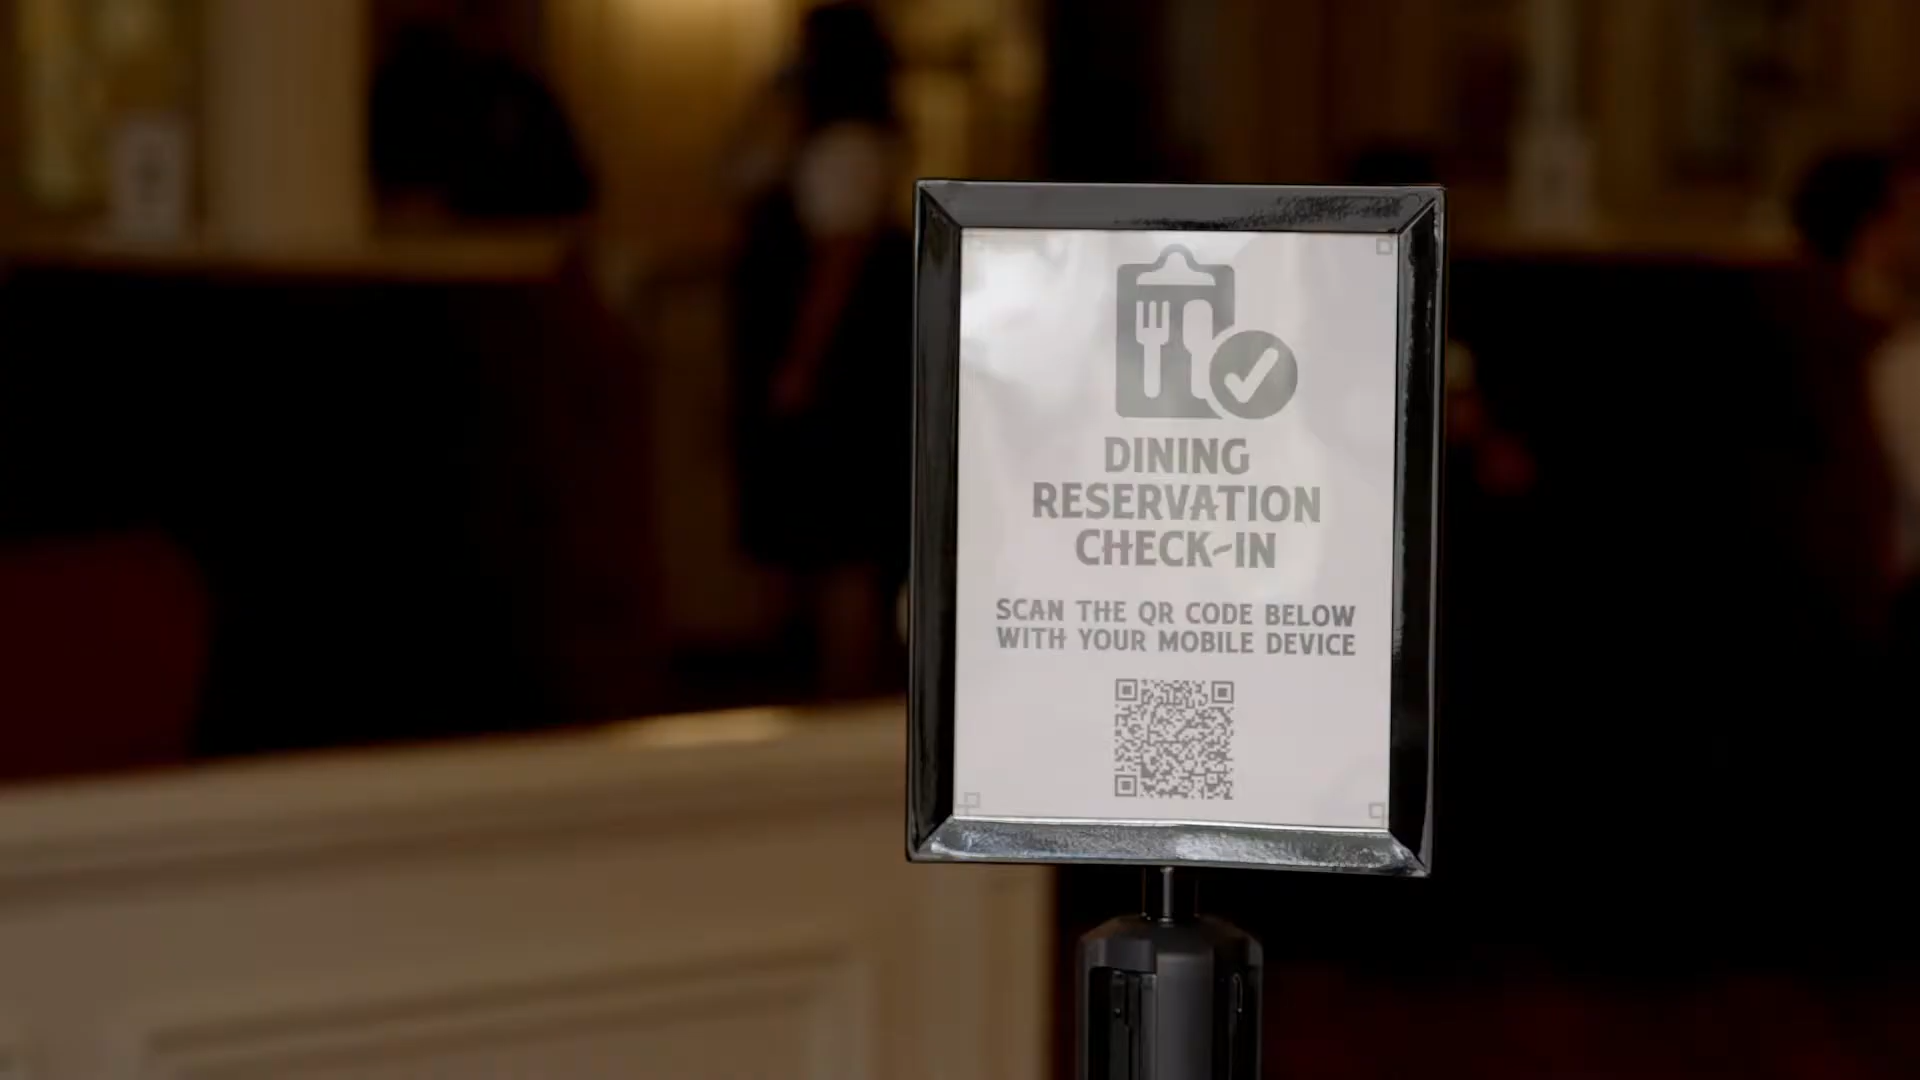 DINING
RESERVATION
CHECK-IN
SCAN THE QR CODE BELOW
WITH YOUR MOBILE DEVICE